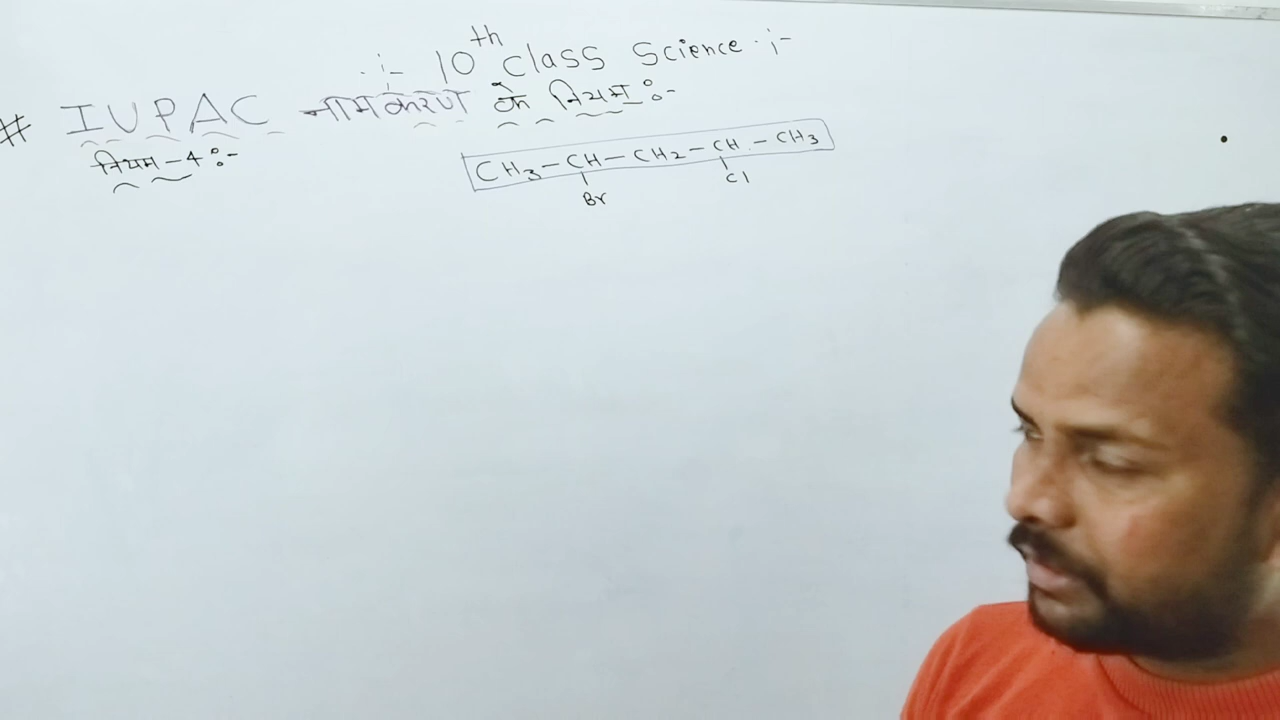 .;- 10th class Science .;-
# IUPAC नामकरण के नियम :-
नियम-4 :-
CH3-CH-CH2-CH-CH3
Br Cl